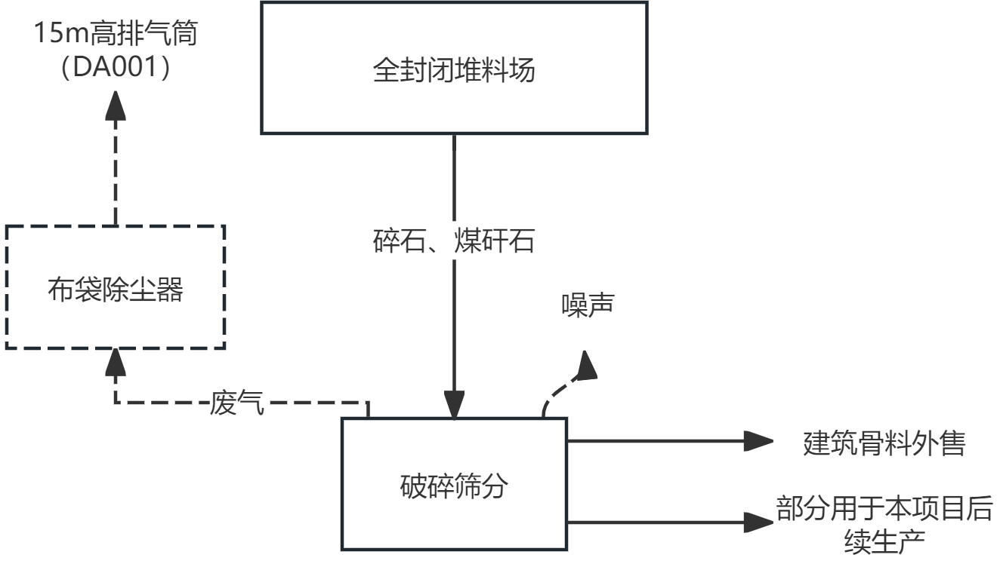 15m高排气筒
（DA001）
全封闭堆料场
碎石、煤矸石
布袋除尘器
噪声
废气
建筑骨料外售
破碎筛分
部分用于本项目后
续生产